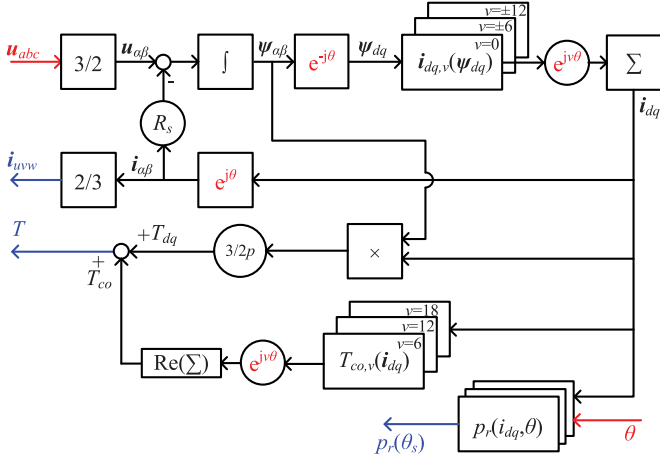 v=±12
v=±6
v=0
u_abc
3/2
u_αβ
-
∫
ψ_αβ
e^-jθ
ψ_dq
i_dq,v(ψ_dq)
e^jvθ
∑
i_dq
R_s
i_uvw
2/3
i_αβ
e^jθ
T
+T_dq
3/2p
×
+
T_co
v=18
v=12
v=6
Re(∑)
e^jvθ
T_co,v(i_dq)
p_r(i_dq,θ)
θ
p_r(θ_s)